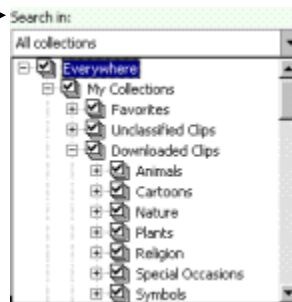 Search in:
All collections
Everywhere
My Collections
Favorites
Unclassified Clips
Downloaded Clips
Animals
Cartoons
Nature
Plants
Religion
Special Occasions
Symbols